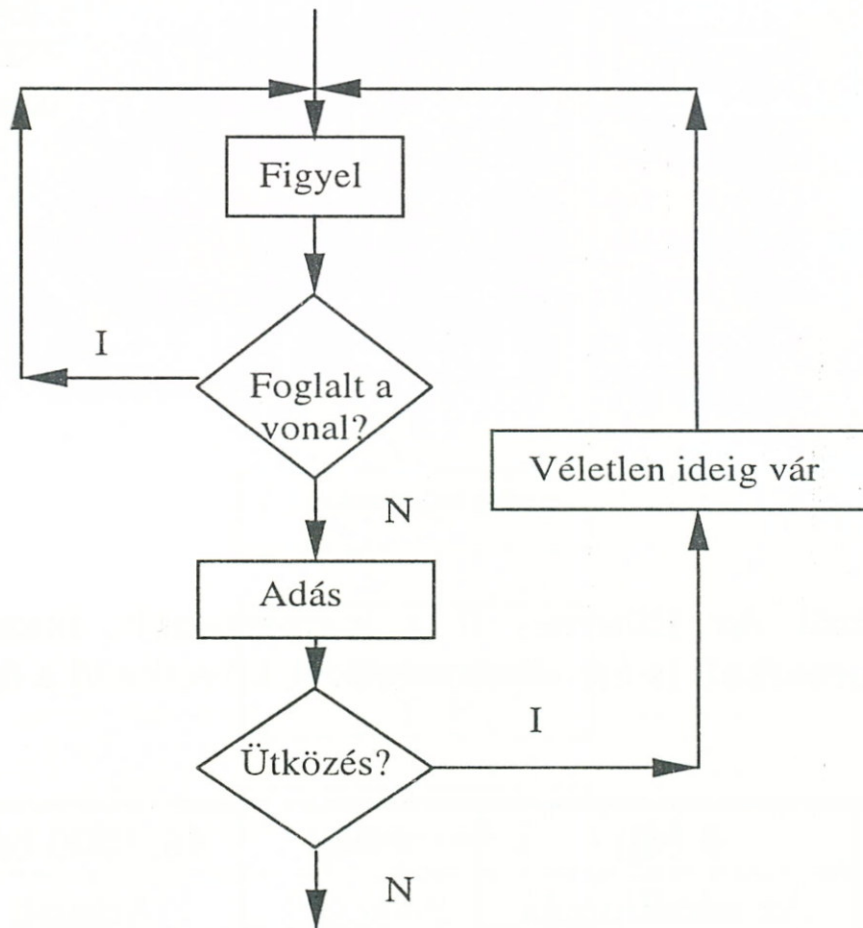 Figyel
I
Foglalt a
vonal?
Véletlen ideig vár
N
Adás
I
Ütközés?
N